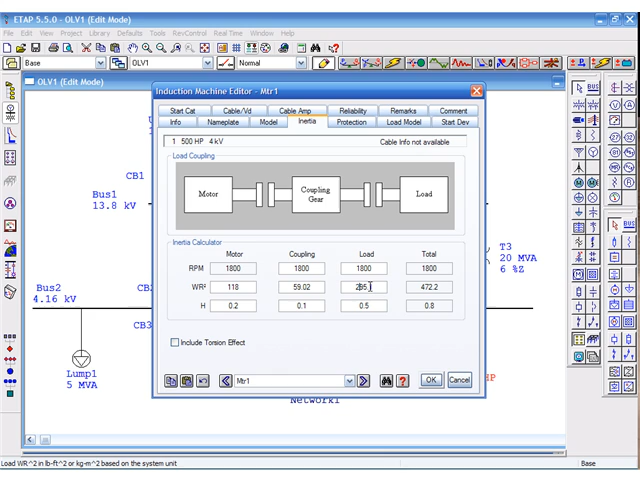 ETAP 5.5.0 - OLV1 (Edit Mode)
File Edit View Project Library Defaults Tools RevControl Real Time Window Help
Base OLV1 Normal
OLV1 (Edit Mode)
Induction Machine Editor - Mtr1
Start Cat Cable/Vd Cable Amp Reliability Remarks Comment
Info Nameplate Model Inertia Protection Load Model Start Dev
1 500 HP 4 kV Cable Info not available
Load Coupling
Motor Coupling Gear Load
Inertia Calculator
Motor Coupling Load Total
RPM 1800 1800 1800 1800
WR² 118 59.02 295. 472.2
H 0.2 0.1 0.5 0.8
Include Torsion Effect
Mtr1 OK Cancel
CB1
Bus1
13.8 kV
T3
20 MVA
6 %Z
Bus2
4.16 kV
CB3
Lump1
5 MVA
HP
Network1
BUS
BUS
Load WR^2 in lb-ft^2 or kg-m^2 based on the system unit Base